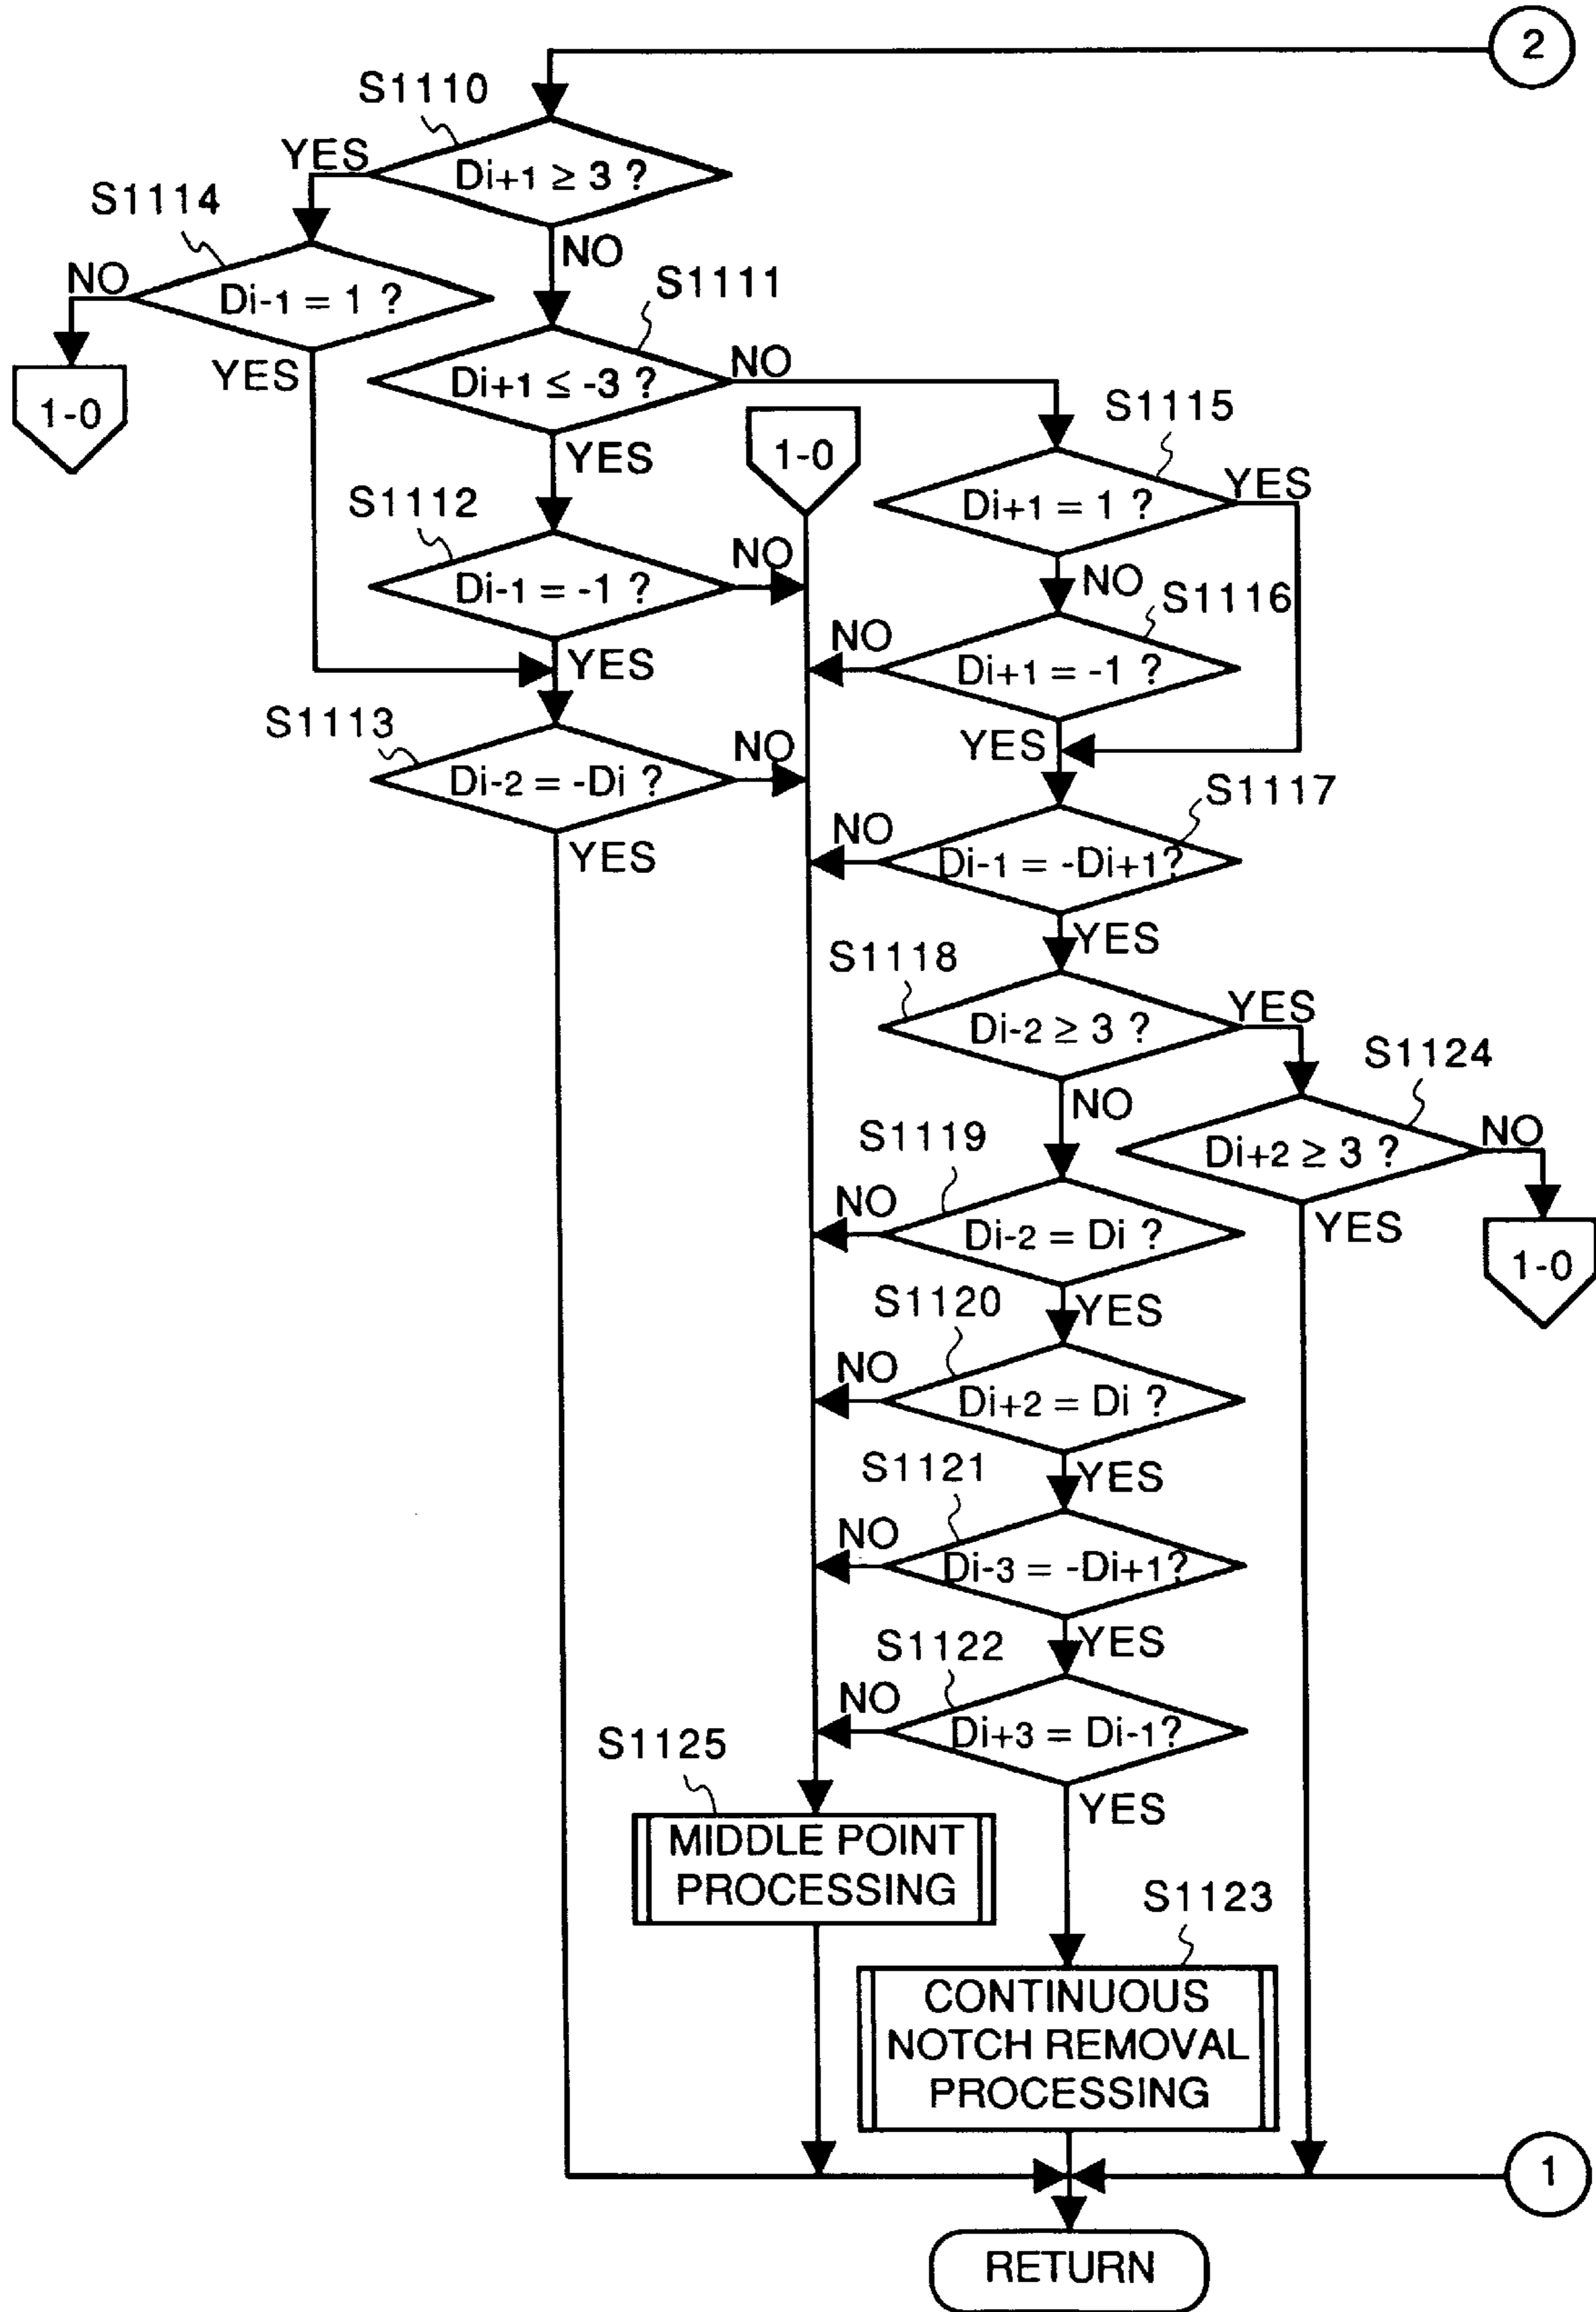 2
S1110
YES
Di+1 ≥ 3 ?
S1114
NO
NO
S1111
Di-1 = 1 ?
YES
NO
Di+1 ≤ -3 ?
1-0
S1115
1-0
YES
YES
S1112
Di+1 = 1 ?
NO
NO
S1116
Di-1 = -1 ?
NO
YES
Di+1 = -1 ?
S1113
NO
YES
Di-2 = -Di ?
S1117
NO
YES
Di-1 = -Di+1?
YES
S1118
YES
Di-2 ≥ 3 ?
S1124
NO
S1119
NO
Di+2 ≥ 3 ?
NO
YES
Di-2 = Di ?
1-0
S1120
YES
NO
Di+2 = Di ?
S1121
YES
NO
Di-3 = -Di+1?
S1122
YES
NO
Di+3 = Di-1?
S1125
YES
MIDDLE POINT
PROCESSING
S1123
CONTINUOUS
NOTCH REMOVAL
PROCESSING
1
RETURN